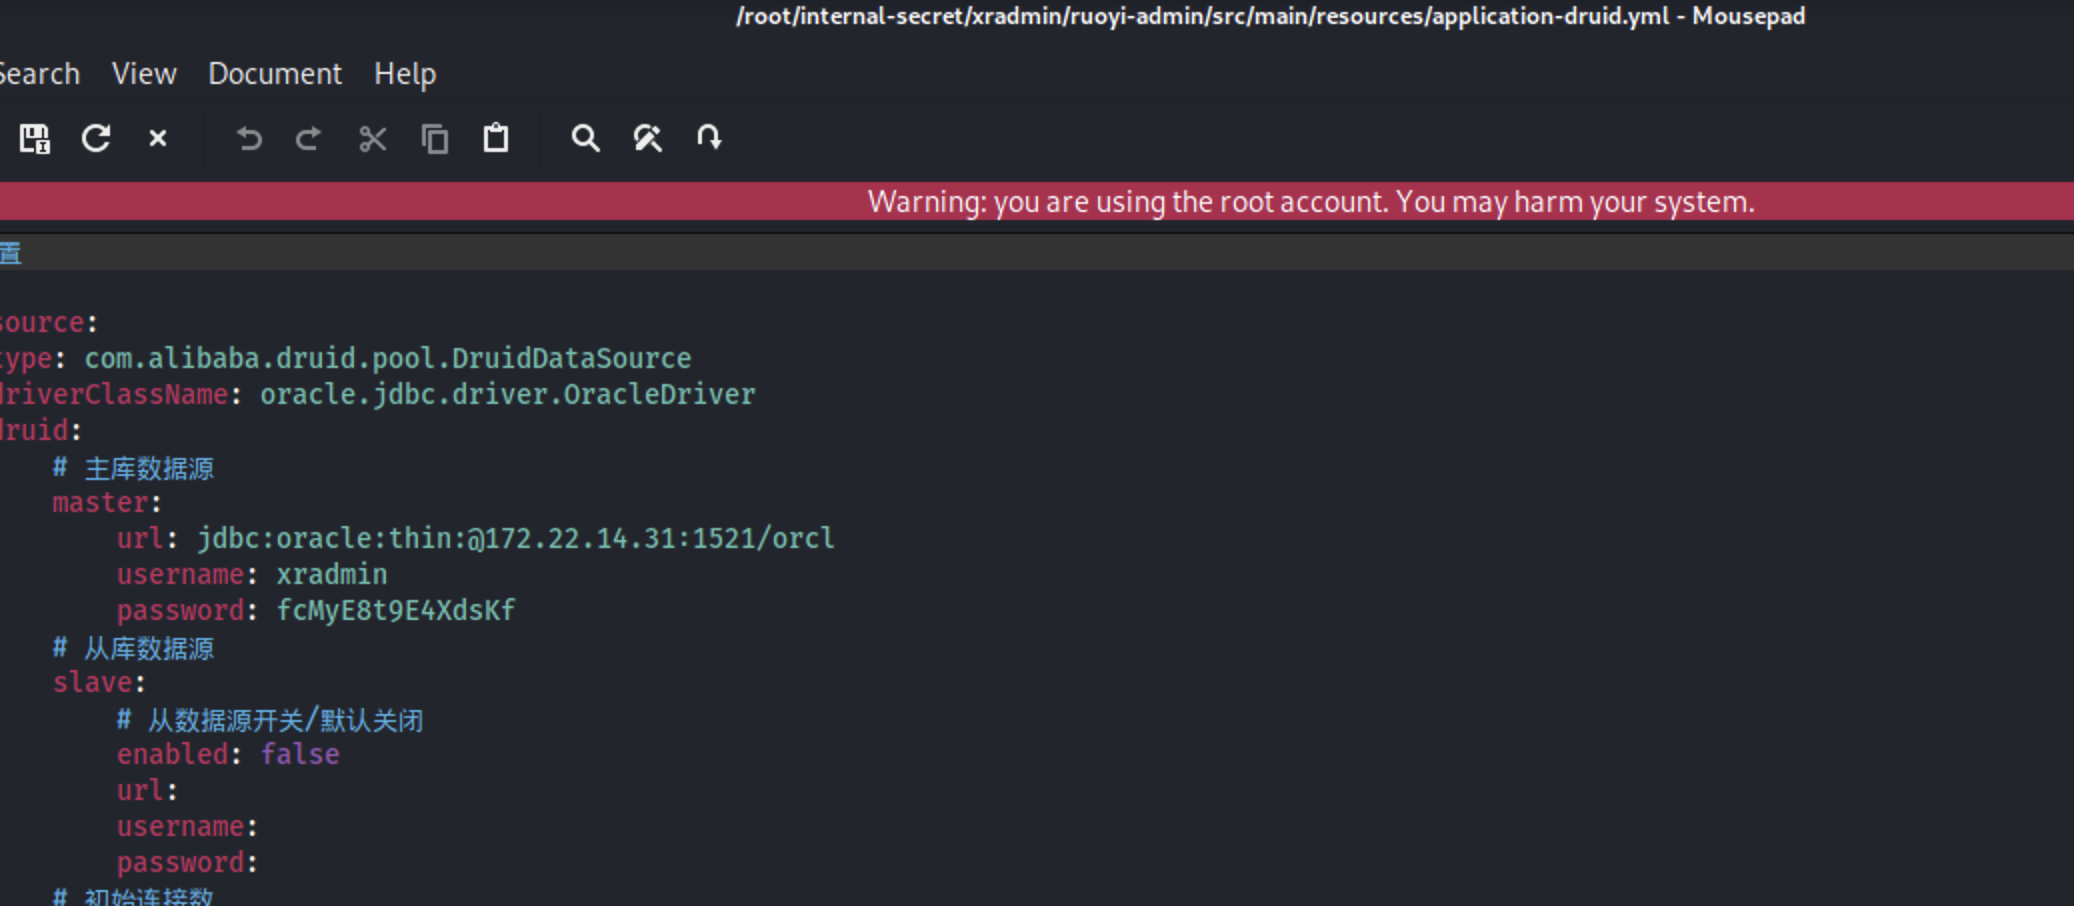 /root/internal-secret/xradmin/ruoyi-admin/src/main/resources/application-druid.yml - Mousepad
Search View Document Help
Warning: you are using the root account. You may harm your system.
置
source:
type: com.alibaba.druid.pool.DruidDataSource
driverClassName: oracle.jdbc.driver.OracleDriver
druid:
# 主库数据源
master:
url: jdbc:oracle:thin:@172.22.14.31:1521/orcl
username: xradmin
password: fcMyE8t9E4XdsKf
# 从库数据源
slave:
# 从数据源开关/默认关闭
enabled: false
url:
username:
password:
# 初始连接数